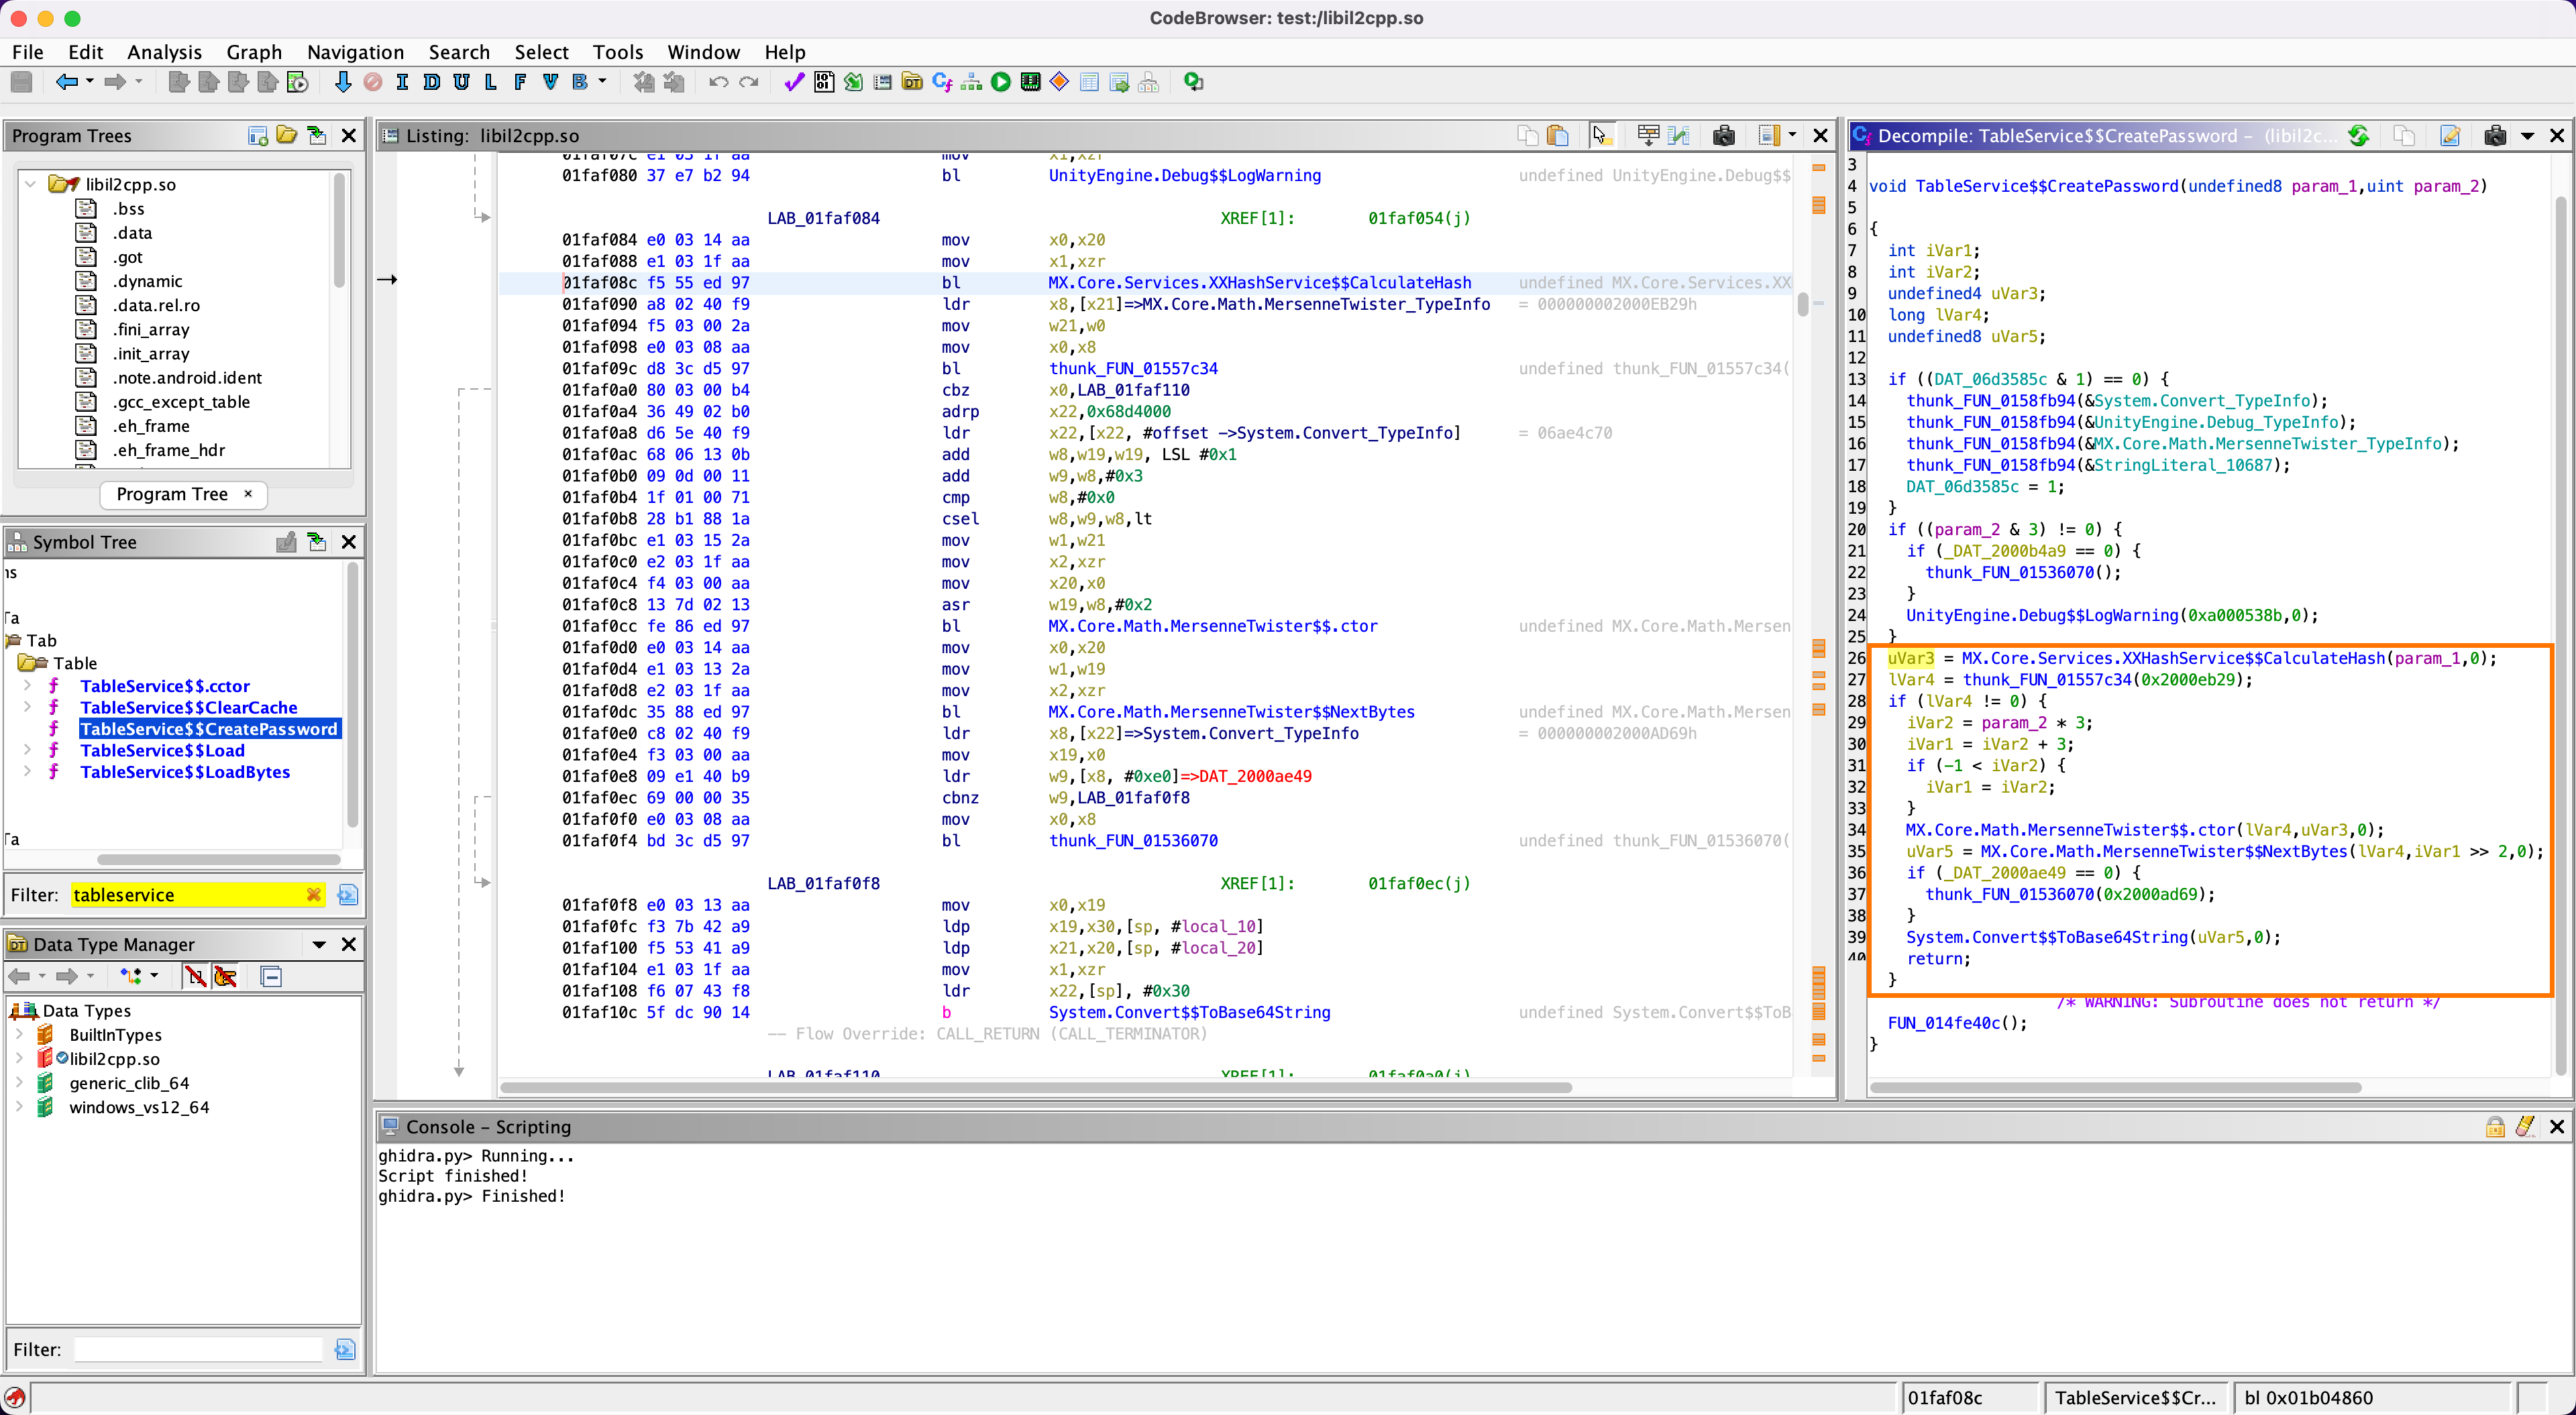 CodeBrowser: test:/libil2cpp.so
File Edit Analysis Graph Navigation Search Select Tools Window Help
I D U L F V B
Program Trees
libil2cpp.so
.bss
.data
.got
.dynamic
.data.rel.ro
.fini_array
.init_array
.note.android.ident
.gcc_except_table
.eh_frame
.eh_frame_hdr
Program Tree ×
Symbol Tree
Tab
Table
TableService$$.cctor
TableService$$ClearCache
TableService$$CreatePassword
TableService$$Load
TableService$$LoadBytes
Filter: tableservice
Data Type Manager
Data Types
BuiltInTypes
libil2cpp.so
generic_clib_64
windows_vs12_64
Filter:
Listing: libil2cpp.so
01faf07c e1 03 1f aa mov x1,xzr
01faf080 37 e7 b2 94 bl UnityEngine.Debug$$LogWarning undefined UnityEngine.Debug$$
LAB_01faf084 XREF[1]: 01faf054(j)
01faf084 e0 03 14 aa mov x0,x20
01faf088 e1 03 1f aa mov x1,xzr
01faf08c f5 55 ed 97 bl MX.Core.Services.XXHashService$$CalculateHash undefined MX.Core.Services.XX
01faf090 a8 02 40 f9 ldr x8,[x21]=>MX.Core.Math.MersenneTwister_TypeInfo = 000000002000EB29h
01faf094 f5 03 00 2a mov w21,w0
01faf098 e0 03 08 aa mov x0,x8
01faf09c d8 3c d5 97 bl thunk_FUN_01557c34 undefined thunk_FUN_01557c34(
01faf0a0 80 03 00 b4 cbz x0,LAB_01faf110
01faf0a4 36 49 02 b0 adrp x22,0x68d4000
01faf0a8 d6 5e 40 f9 ldr x22,[x22, #offset ->System.Convert_TypeInfo] = 06ae4c70
01faf0ac 68 06 13 0b add w8,w19,w19, LSL #0x1
01faf0b0 09 0d 00 11 add w9,w8,#0x3
01faf0b4 1f 01 00 71 cmp w8,#0x0
01faf0b8 28 b1 88 1a csel w8,w9,w8,lt
01faf0bc e1 03 15 2a mov w1,w21
01faf0c0 e2 03 1f aa mov x2,xzr
01faf0c4 f4 03 00 aa mov x20,x0
01faf0c8 13 7d 02 13 asr w19,w8,#0x2
01faf0cc fe 86 ed 97 bl MX.Core.Math.MersenneTwister$$.ctor undefined MX.Core.Math.Mersen
01faf0d0 e0 03 14 aa mov x0,x20
01faf0d4 e1 03 13 2a mov w1,w19
01faf0d8 e2 03 1f aa mov x2,xzr
01faf0dc 35 88 ed 97 bl MX.Core.Math.MersenneTwister$$NextBytes undefined MX.Core.Math.Mersen
01faf0e0 c8 02 40 f9 ldr x8,[x22]=>System.Convert_TypeInfo = 000000002000AD69h
01faf0e4 f3 03 00 aa mov x19,x0
01faf0e8 09 e1 40 b9 ldr w9,[x8, #0xe0]=>DAT_2000ae49
01faf0ec 69 00 00 35 cbnz w9,LAB_01faf0f8
01faf0f0 e0 03 08 aa mov x0,x8
01faf0f4 bd 3c d5 97 bl thunk_FUN_01536070 undefined thunk_FUN_01536070(
LAB_01faf0f8 XREF[1]: 01faf0ec(j)
01faf0f8 e0 03 13 aa mov x0,x19
01faf0fc f3 7b 42 a9 ldp x19,x30,[sp, #local_10]
01faf100 f5 53 41 a9 ldp x21,x20,[sp, #local_20]
01faf104 e1 03 1f aa mov x1,xzr
01faf108 f6 07 43 f8 ldr x22,[sp], #0x30
01faf10c 5f dc 90 14 b System.Convert$$ToBase64String undefined System.Convert$$ToB
-- Flow Override: CALL_RETURN (CALL_TERMINATOR)
LAB_01faf110 XREF[1]: 01faf0a0(j)
Decompile: TableService$$CreatePassword – (libil2c...
3
4 void TableService$$CreatePassword(undefined8 param_1,uint param_2)
5
6 {
7 int iVar1;
8 int iVar2;
9 undefined4 uVar3;
10 long lVar4;
11 undefined8 uVar5;
12
13 if ((DAT_06d3585c & 1) == 0) {
14 thunk_FUN_0158fb94(&System.Convert_TypeInfo);
15 thunk_FUN_0158fb94(&UnityEngine.Debug_TypeInfo);
16 thunk_FUN_0158fb94(&MX.Core.Math.MersenneTwister_TypeInfo);
17 thunk_FUN_0158fb94(&StringLiteral_10687);
18 DAT_06d3585c = 1;
19 }
20 if ((param_2 & 3) != 0) {
21 if (_DAT_2000b4a9 == 0) {
22 thunk_FUN_01536070();
23 }
24 UnityEngine.Debug$$LogWarning(0xa000538b,0);
25 }
26 uVar3 = MX.Core.Services.XXHashService$$CalculateHash(param_1,0);
27 lVar4 = thunk_FUN_01557c34(0x2000eb29);
28 if (lVar4 != 0) {
29 iVar2 = param_2 * 3;
30 iVar1 = iVar2 + 3;
31 if (-1 < iVar2) {
32 iVar1 = iVar2;
33 }
34 MX.Core.Math.MersenneTwister$$.ctor(lVar4,uVar3,0);
35 uVar5 = MX.Core.Math.MersenneTwister$$NextBytes(lVar4,iVar1 >> 2,0);
36 if (_DAT_2000ae49 == 0) {
37 thunk_FUN_01536070(0x2000ad69);
38 }
39 System.Convert$$ToBase64String(uVar5,0);
40 return;
}
/* WARNING: Subroutine does not return */
FUN_014fe40c();
}
Console – Scripting
ghidra.py> Running...
Script finished!
ghidra.py> Finished!
01faf08c TableService$$Cr... bl 0x01b04860